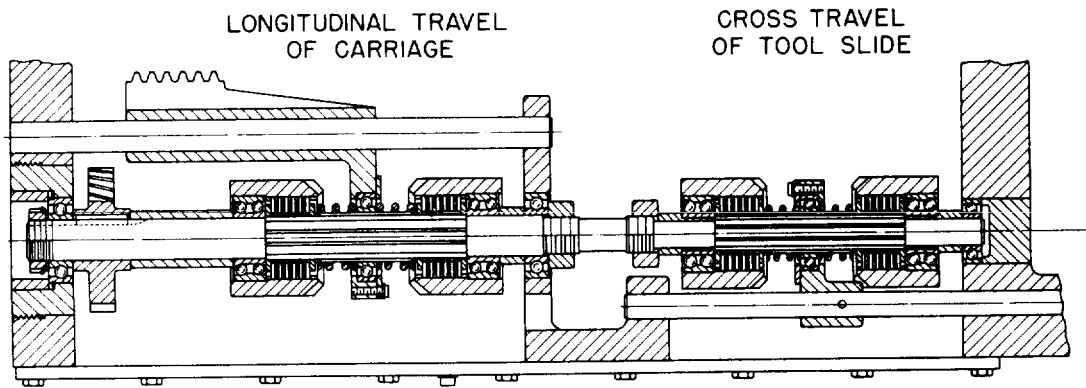 LONGITUDINAL TRAVEL
OF CARRIAGE
CROSS TRAVEL
OF TOOL SLIDE